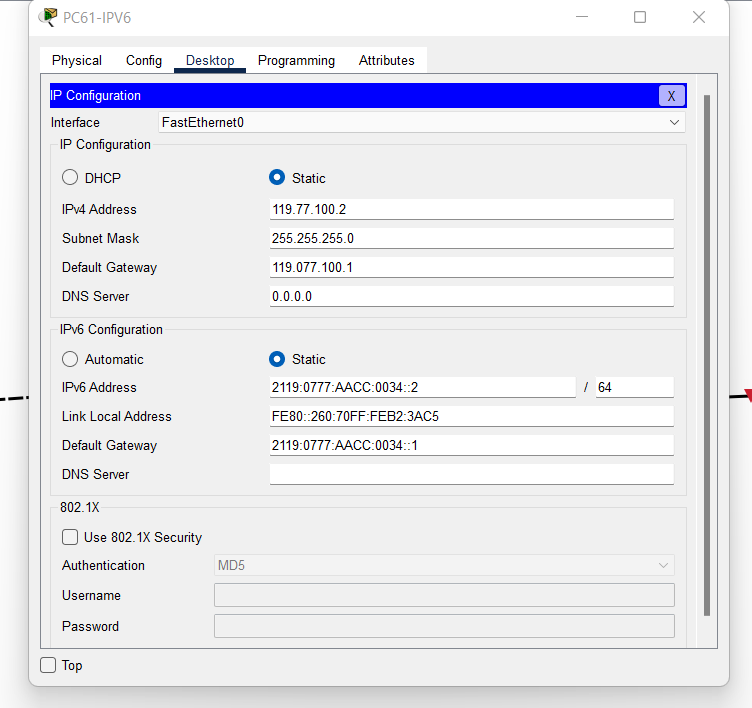 PC61-IPV6
Physical Config Desktop Programming Attributes
IP Configuration X
Interface FastEthernet0
IP Configuration
DHCP Static
IPv4 Address 119.77.100.2
Subnet Mask 255.255.255.0
Default Gateway 119.077.100.1
DNS Server 0.0.0.0
IPv6 Configuration
Automatic Static
IPv6 Address 2119:0777:AACC:0034::2 / 64
Link Local Address FE80::260:70FF:FEB2:3AC5
Default Gateway 2119:0777:AACC:0034::1
DNS Server
802.1X
Use 802.1X Security
Authentication MD5
Username
Password
Top